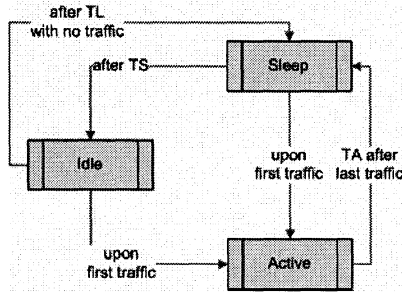 after TL
with no traffic
after TS
Sleep
Idle
upon
first traffic
TA after
last traffic
upon
first traffic
Active